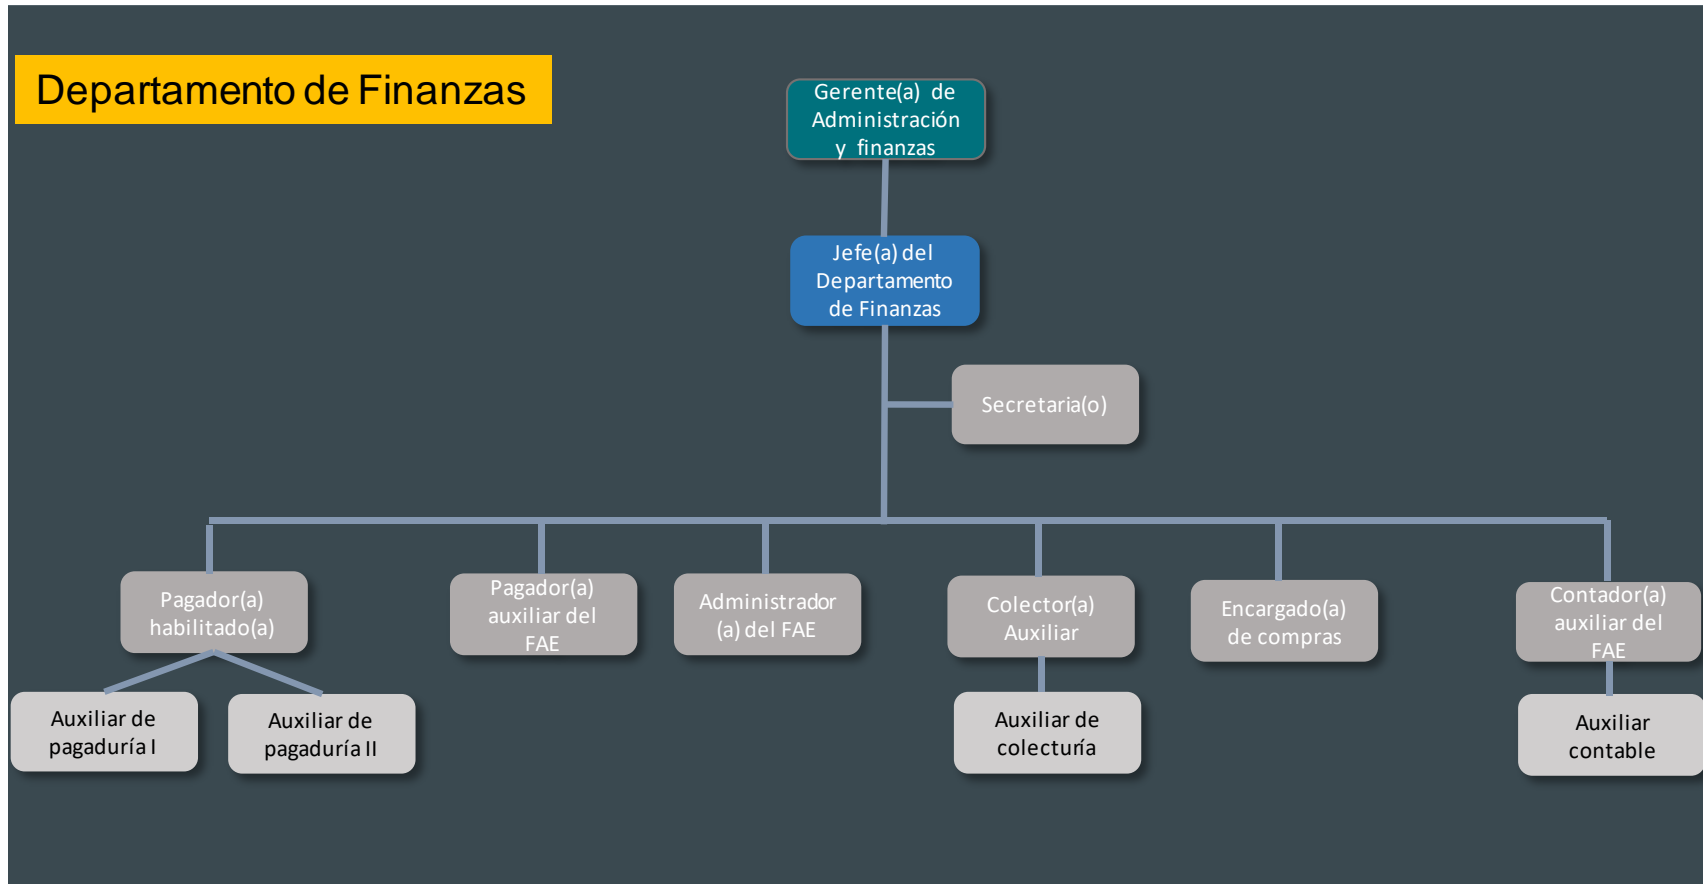 Departamento de Finanzas
Gerente(a) de
Administración
y finanzas
Jefe(a) del
Departamento
de Finanzas
Secretaria(o)
Pagador(a)
habilitado(a)
Pagador(a)
auxiliar del
FAE
Administrador
(a) del FAE
Colector(a)
Auxiliar
Encargado(a)
de compras
Contador(a)
auxiliar del
FAE
Auxiliar de
pagaduría I
Auxiliar de
pagaduría II
Auxiliar de
colecturía
Auxiliar
contable